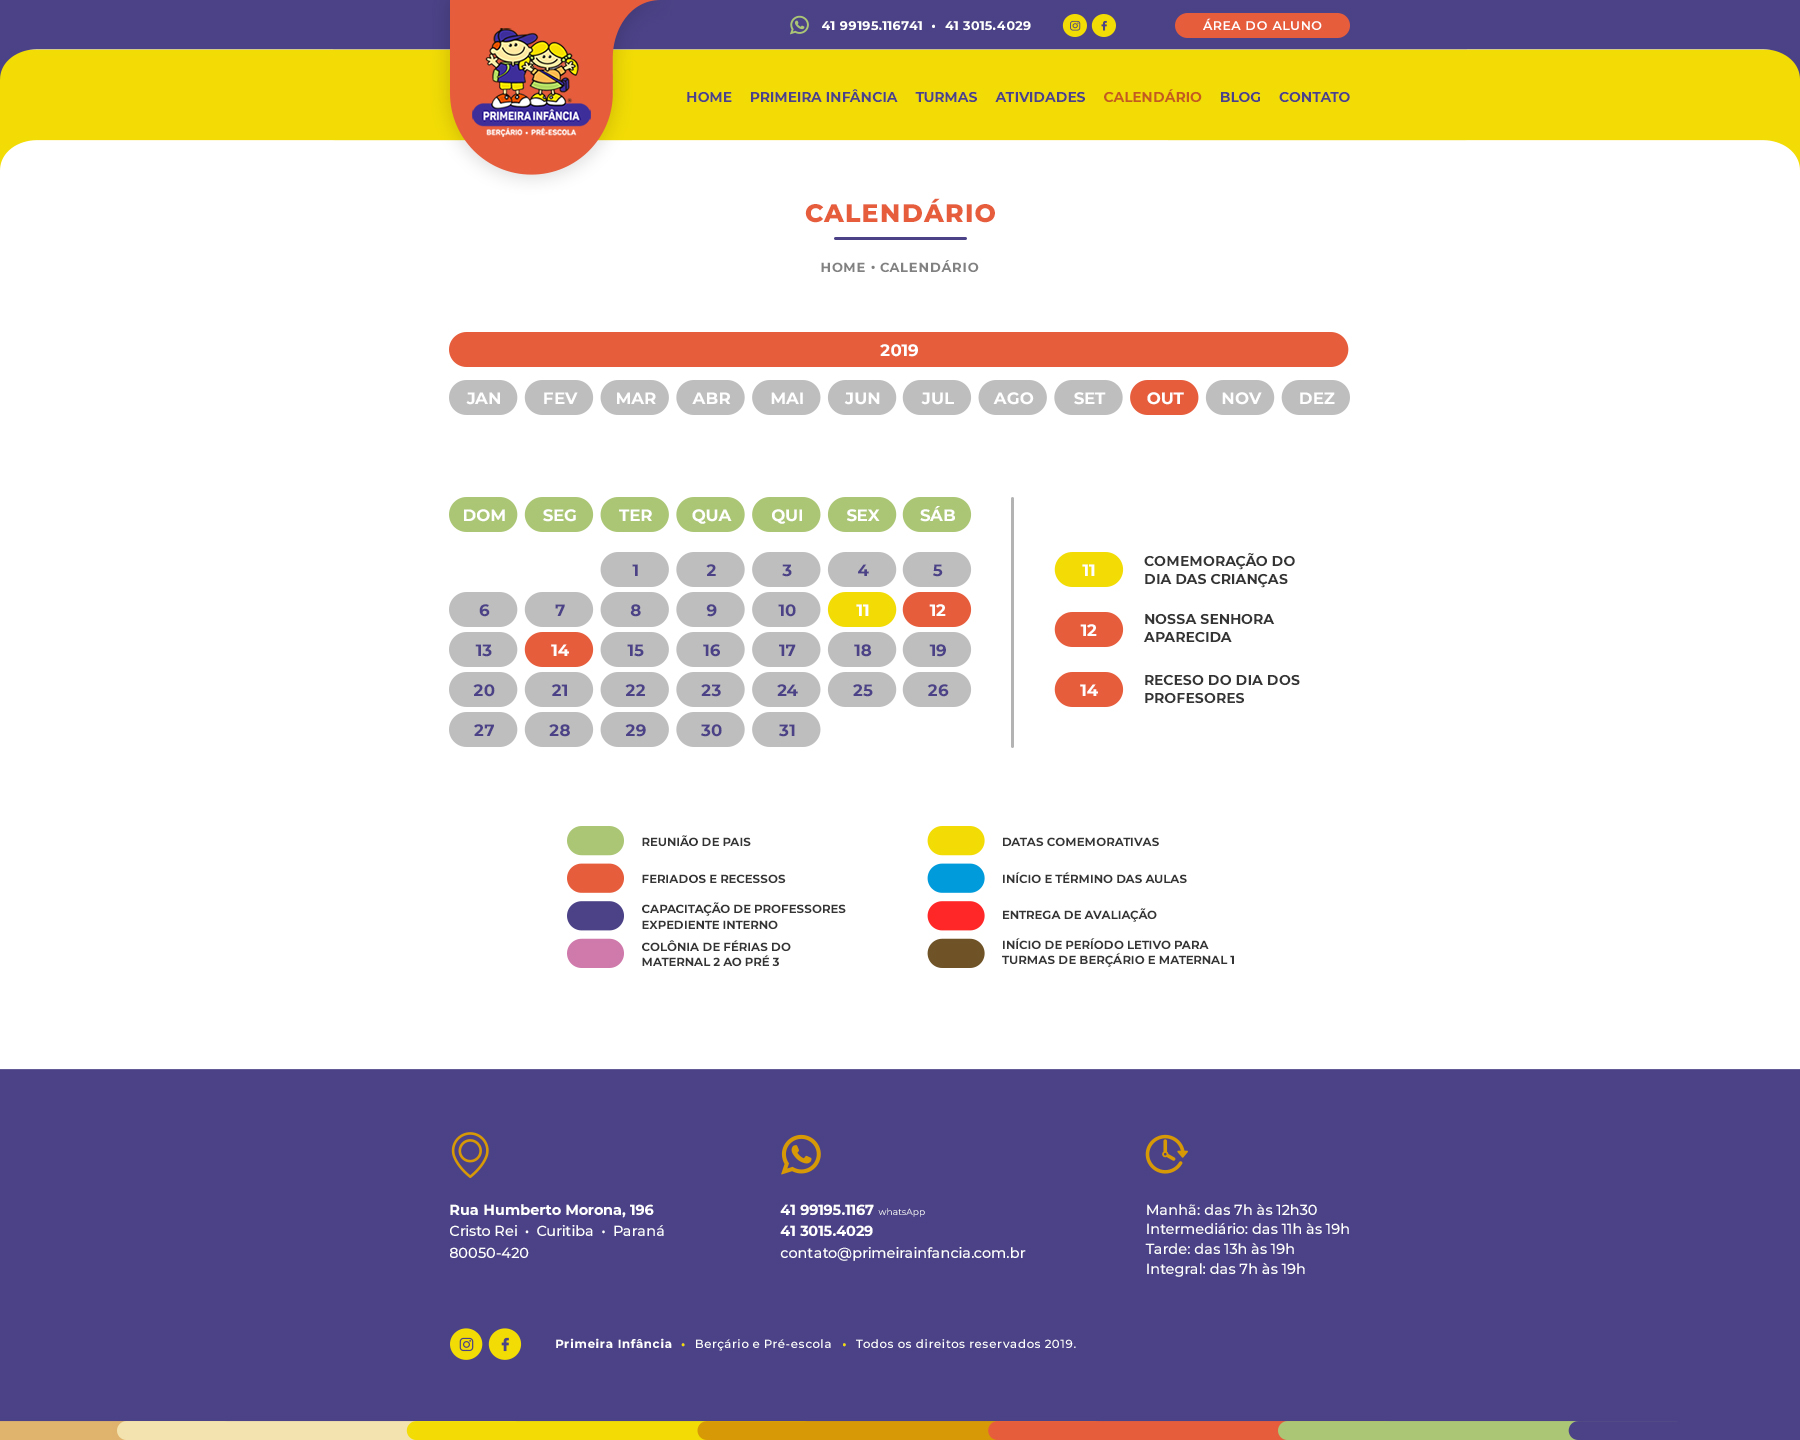 41 99195.116741 • 41 3015.4029
ÁREA DO ALUNO
PRIMEIRA INFÂNCIA
BERÇÁRIO • PRÉ-ESCOLA
HOME PRIMEIRA INFÂNCIA TURMAS ATIVIDADES CALENDÁRIO BLOG CONTATO
CALENDÁRIO
HOME • CALENDÁRIO
2019
JAN FEV MAR ABR MAI JUN JUL AGO SET OUT NOV DEZ
DOM SEG TER QUA QUI SEX SÁB
1 2 3 4 5
6 7 8 9 10 11 12
13 14 15 16 17 18 19
20 21 22 23 24 25 26
27 28 29 30 31
11
COMEMORAÇÃO DO
DIA DAS CRIANÇAS
12
NOSSA SENHORA
APARECIDA
14
RECESO DO DIA DOS
PROFESORES
REUNIÃO DE PAIS
FERIADOS E RECESSOS
CAPACITAÇÃO DE PROFESSORES
EXPEDIENTE INTERNO
COLÔNIA DE FÉRIAS DO
MATERNAL 2 AO PRÉ 3
DATAS COMEMORATIVAS
INÍCIO E TÉRMINO DAS AULAS
ENTREGA DE AVALIAÇÃO
INÍCIO DE PERÍODO LETIVO PARA
TURMAS DE BERÇÁRIO E MATERNAL 1
Rua Humberto Morona, 196
Cristo Rei • Curitiba • Paraná
80050-420
41 99195.1167 whatsApp
41 3015.4029
contato@primeirainfancia.com.br
Manhã: das 7h às 12h30
Intermediário: das 11h às 19h
Tarde: das 13h às 19h
Integral: das 7h às 19h
Primeira Infância • Berçário e Pré-escola • Todos os direitos reservados 2019.